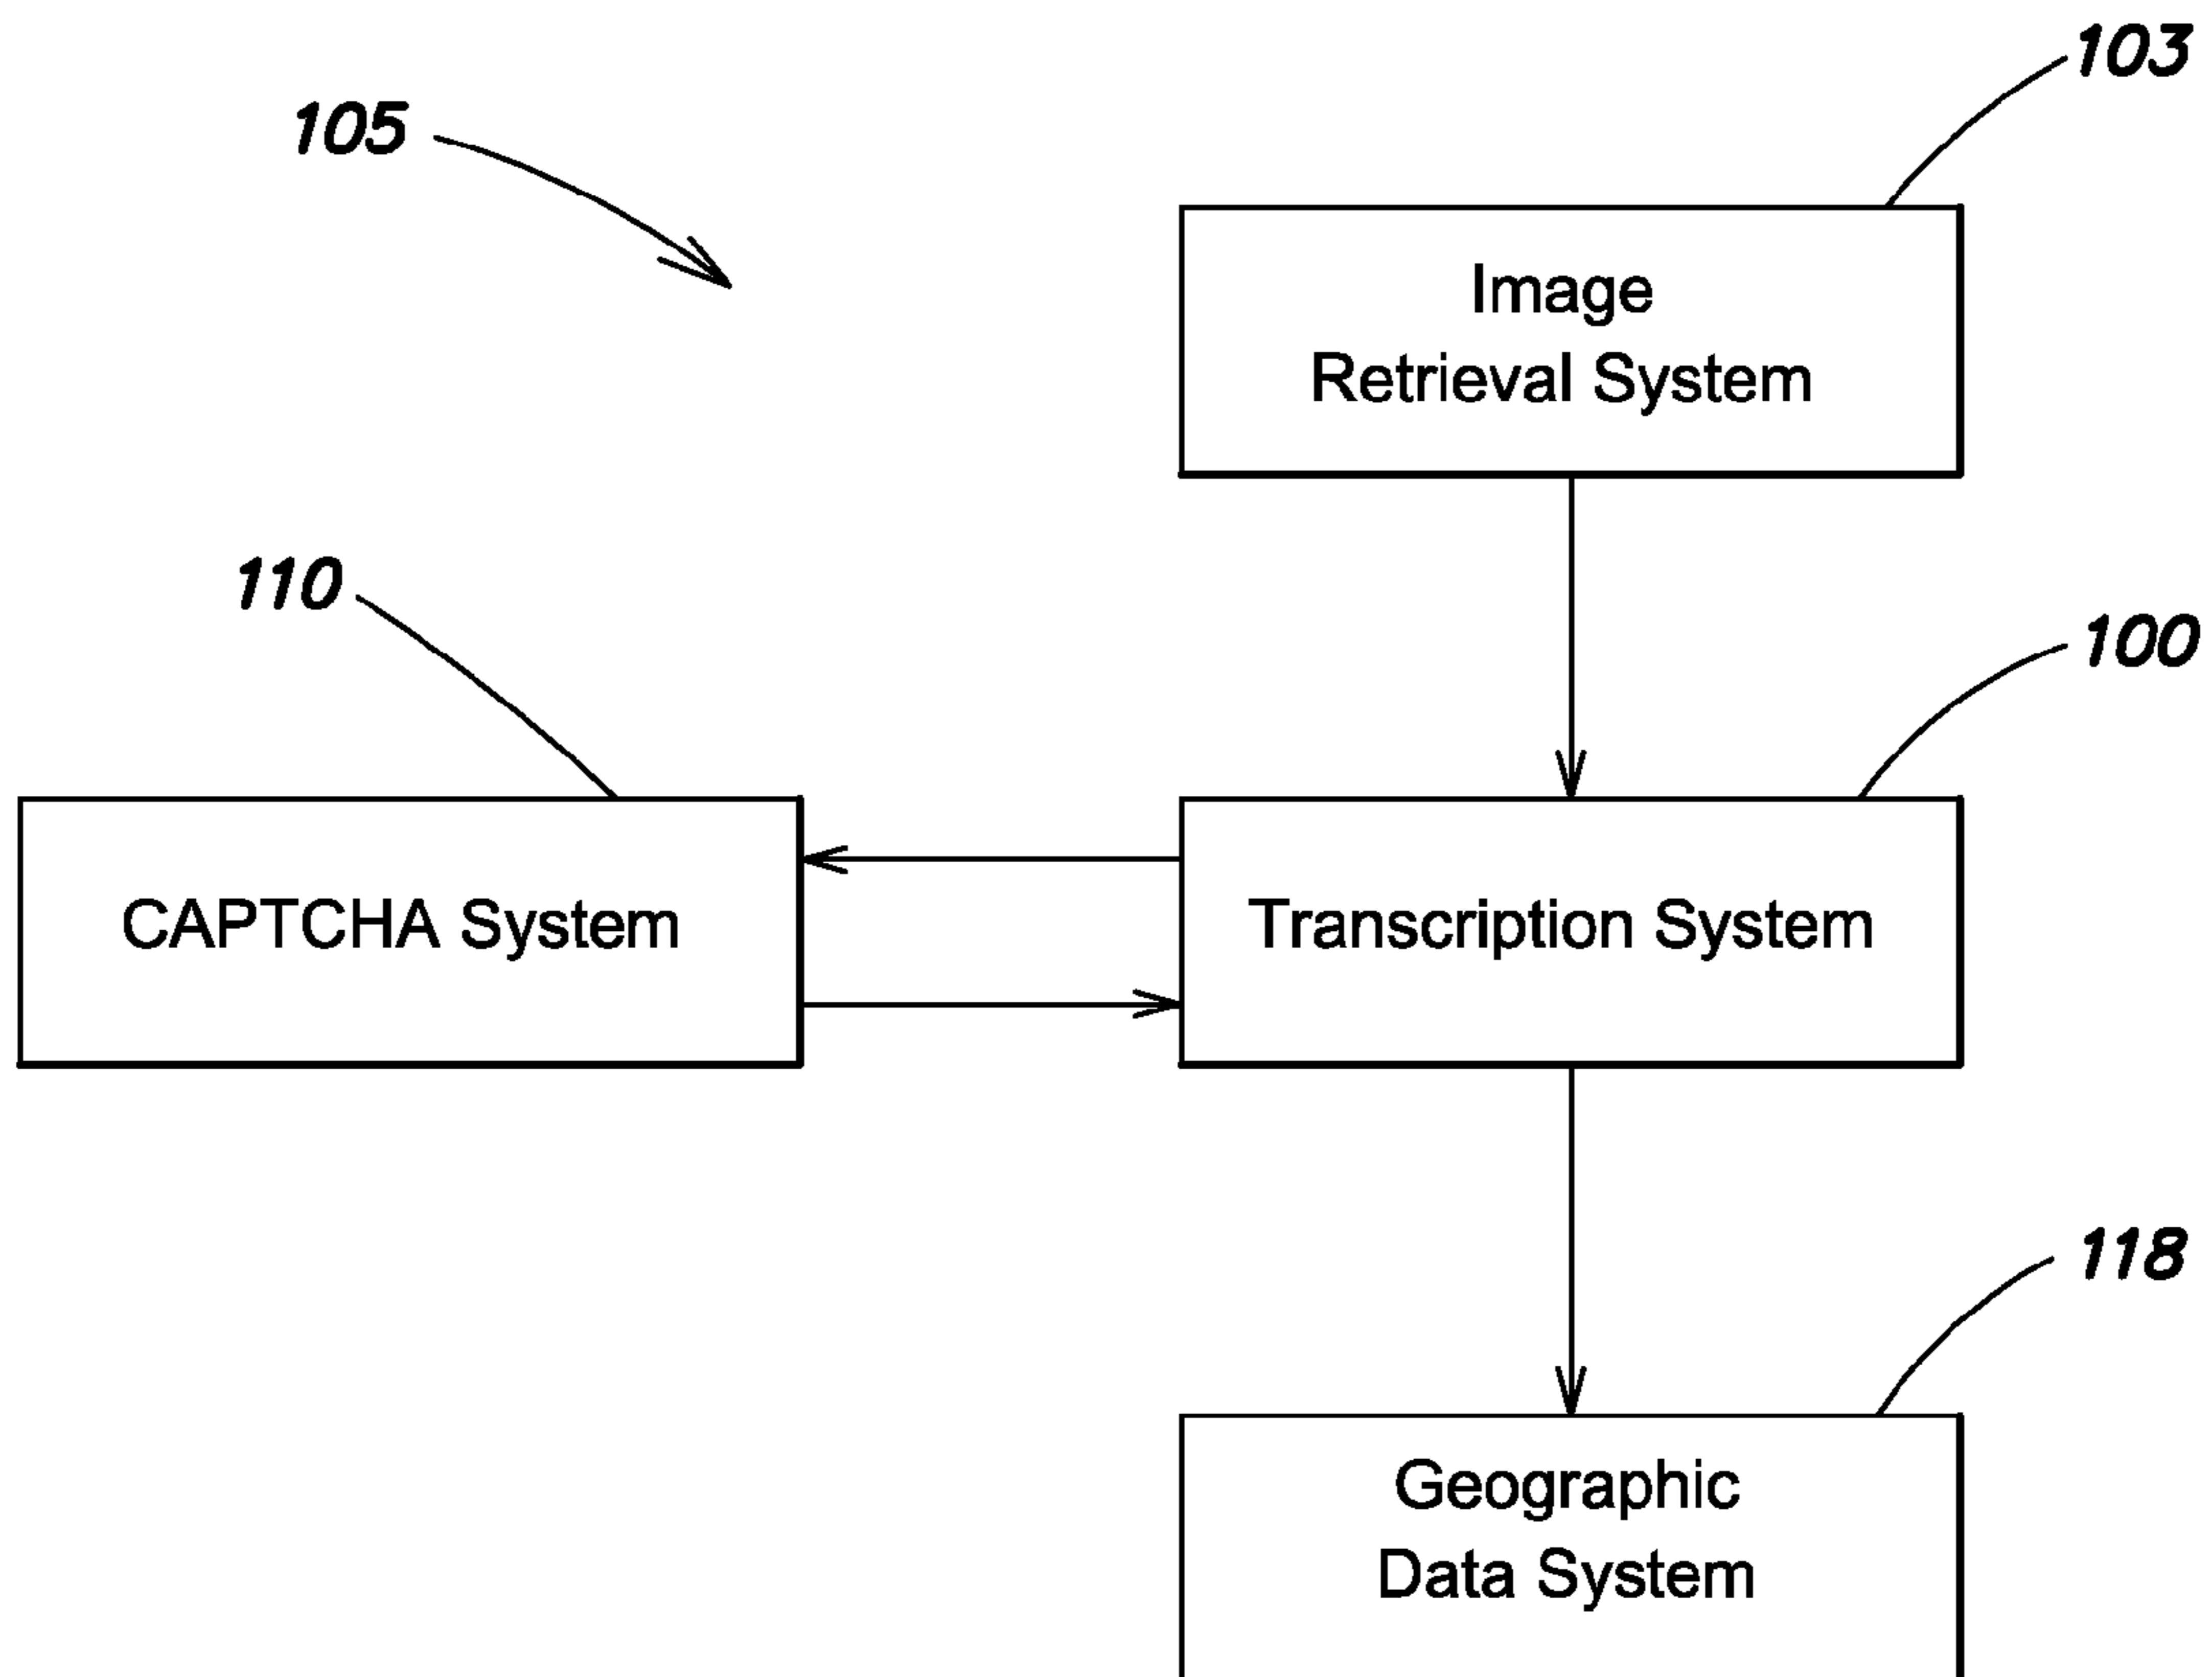 103
105
Image
Retrieval System
110
100
CAPTCHA System
Transcription System
118
Geographic
Data System